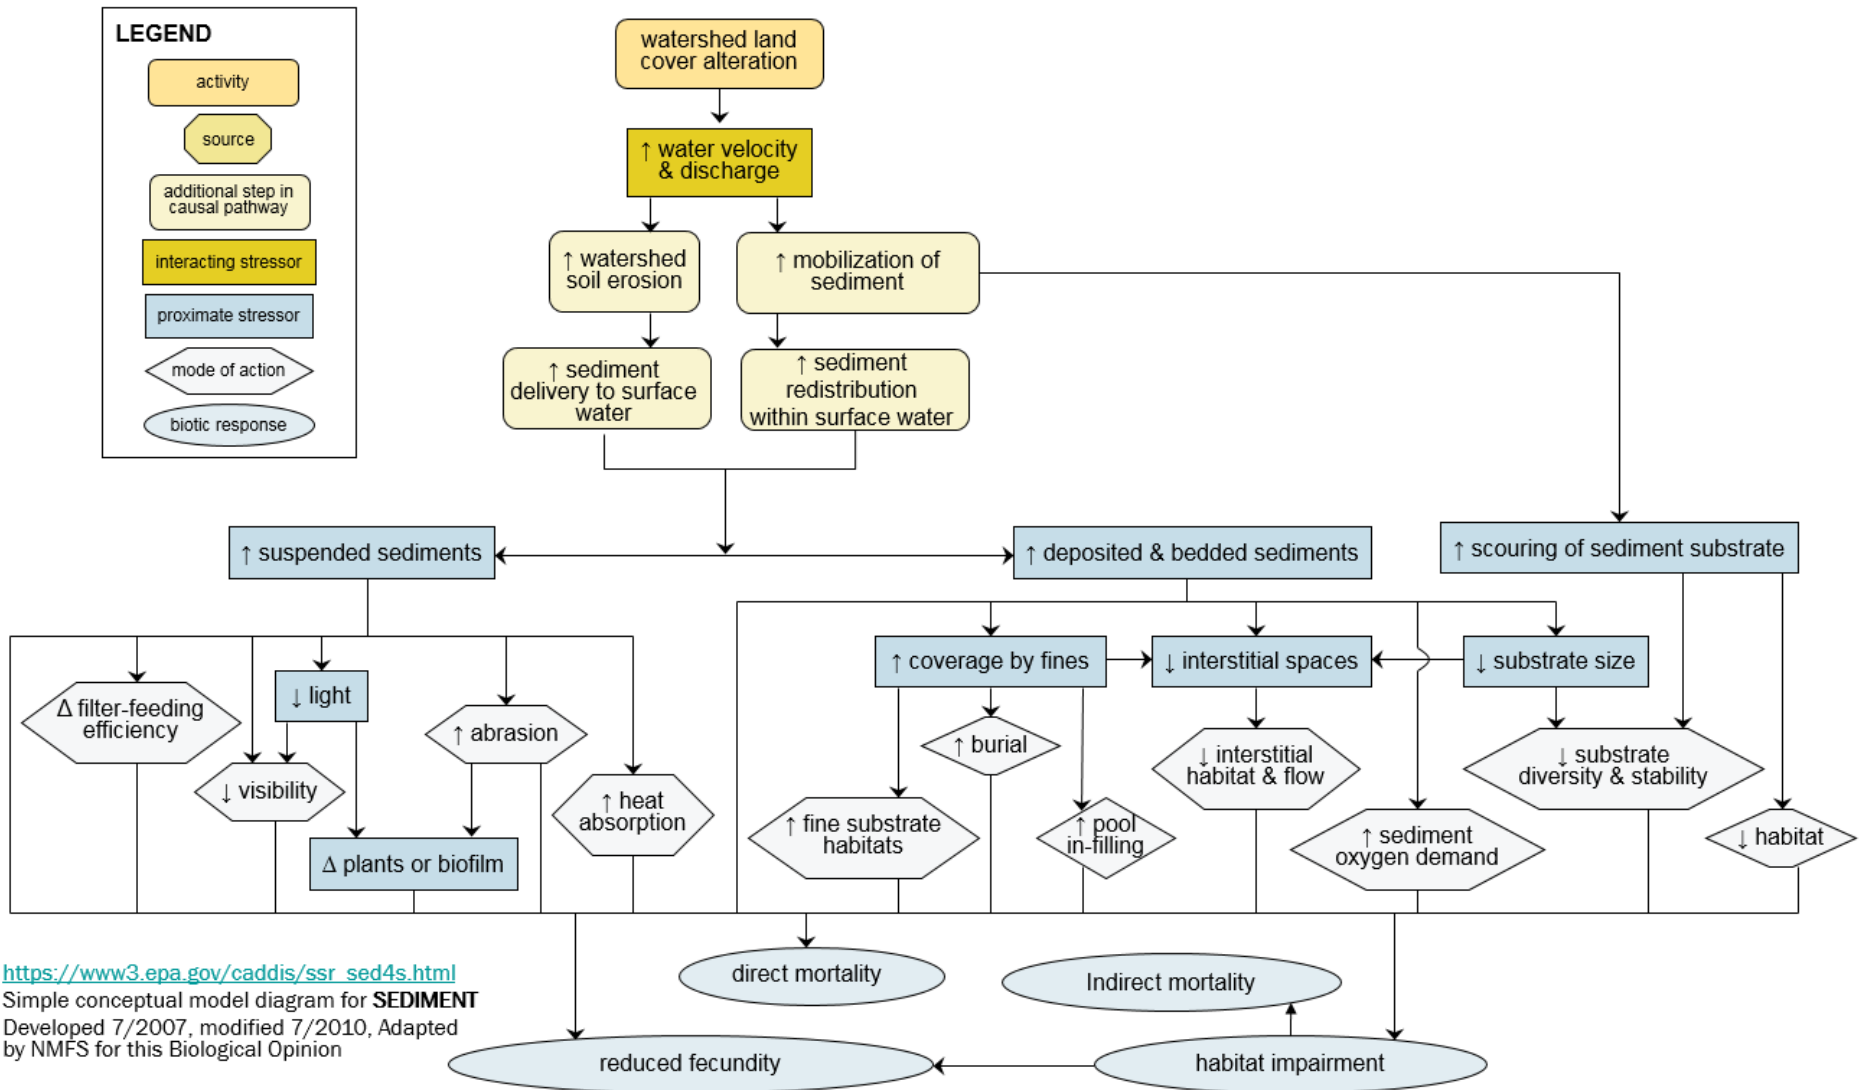 LEGEND
activity
source
additional step in
causal pathway
interacting stressor
proximate stressor
mode of action
biotic response
watershed land
cover alteration
↑ water velocity
& discharge
↑ watershed
soil erosion
↑ mobilization of
sediment
↑ sediment
delivery to surface
water
↑ sediment
redistribution
within surface water
↑ suspended sediments
↑ deposited & bedded sediments
↑ scouring of sediment substrate
↑ coverage by fines
↓ interstitial spaces
↓ substrate size
Δ filter-feeding
efficiency
↓ light
↑ abrasion
↓ visibility
↑ heat
absorption
Δ plants or biofilm
↑ burial
↓ interstitial
habitat & flow
↓ substrate
diversity & stability
↑ fine substrate
habitats
↑ pool
in-filling
↑ sediment
oxygen demand
↓ habitat
direct mortality
Indirect mortality
reduced fecundity
habitat impairment
https://www3.epa.gov/caddis/ssr_sed4s.html
Simple conceptual model diagram for SEDIMENT
Developed 7/2007, modified 7/2010, Adapted
by NMFS for this Biological Opinion